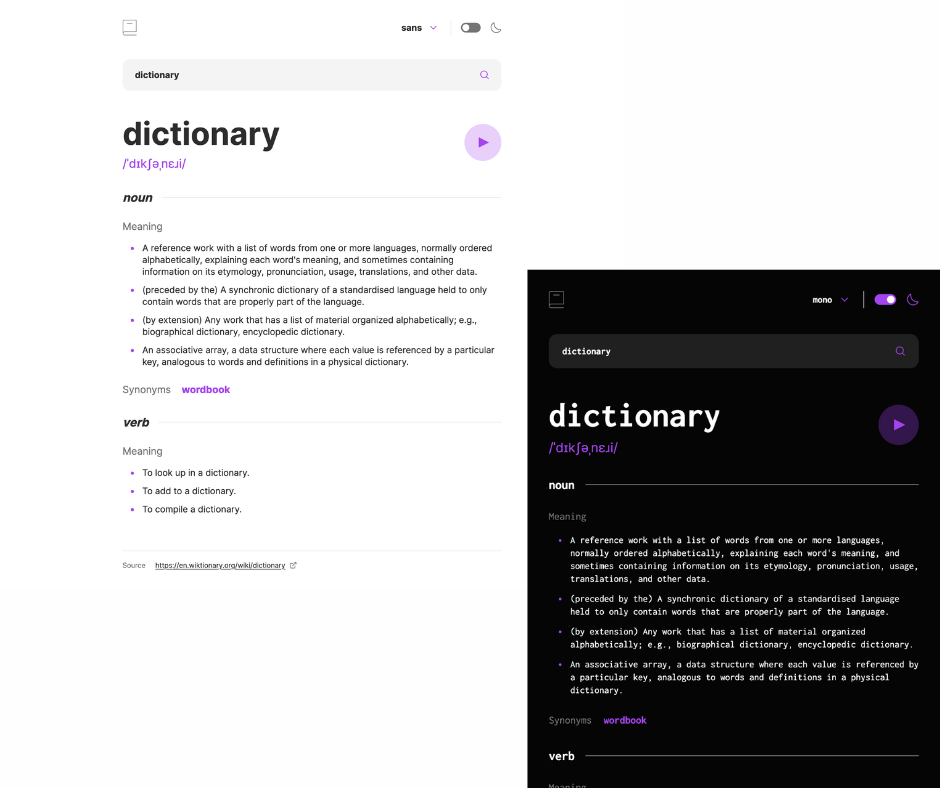 sans
dictionary
dictionary
/ˈdɪkʃəˌnɛɹi/
noun
Meaning
A reference work with a list of words from one or more languages, normally ordered
alphabetically, explaining each word's meaning, and sometimes containing
information on its etymology, pronunciation, usage, translations, and other data.
(preceded by the) A synchronic dictionary of a standardised language held to only
contain words that are properly part of the language.
(by extension) Any work that has a list of material organized alphabetically; e.g.,
biographical dictionary, encyclopedic dictionary.
An associative array, a data structure where each value is referenced by a particular
key, analogous to words and definitions in a physical dictionary.
Synonyms wordbook
verb
Meaning
To look up in a dictionary.
To add to a dictionary.
To compile a dictionary.
Source https://en.wiktionary.org/wiki/dictionary
mono
dictionary
dictionary
/ˈdɪkʃəˌnɛɹi/
noun
Meaning
A reference work with a list of words from one or more languages,
normally ordered alphabetically, explaining each word's meaning, and
sometimes containing information on its etymology, pronunciation, usage,
translations, and other data.
(preceded by the) A synchronic dictionary of a standardised language
held to only contain words that are properly part of the language.
(by extension) Any work that has a list of material organized
alphabetically; e.g., biographical dictionary, encyclopedic dictionary.
An associative array, a data structure where each value is referenced by
a particular key, analogous to words and definitions in a physical
dictionary.
Synonyms wordbook
verb
Meaning